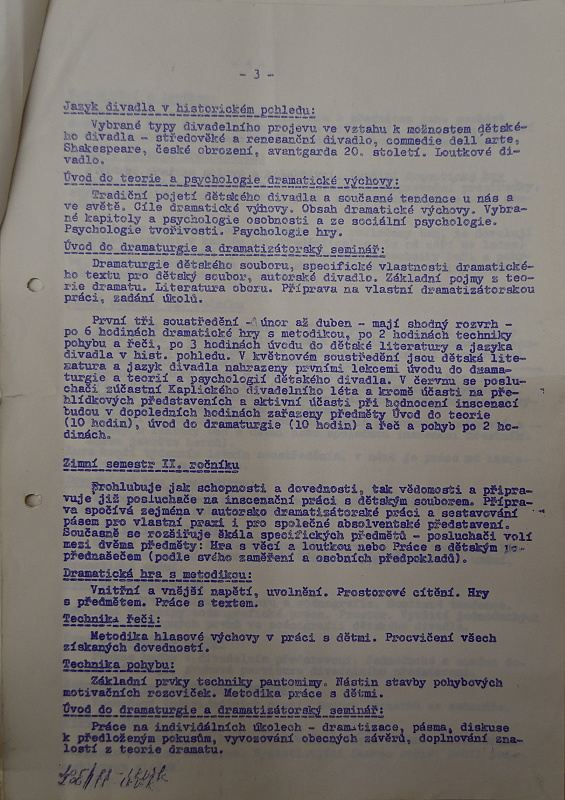 - 3 -
Jazyk divadla v historickém pohledu:
Vybrané typy divadelního projevu ve vztahu k možnostem dětské-
ho divadla - středověké a renesanční divadlo, commedie dell arte,
Shakespeare, české obrození, avantgarda 20. století. Loutkové di-
vadlo.
Úvod do teorie a psychologie dramatické výchovy:
Tradiční pojetí dětského divadla a současné tendence u nás a
ve světě. Cíle dramatické výhovy. Obsah dramatické výchovy. Vybra-
né kapitoly a psychologie osobnosti a ze sociální psychologie.
Psychologie tvořivosti. Psychologie hry.
Úvod do dramaturgie a dramatizátorský seminář:
Dramaturgie dětského souboru, specifické vlastnosti dramatické-
ho textu pro dětský soubor, autorské divadlo. Základní pojmy z teo-
rie dramatu. Literatura oboru. Příprava na vlastní dramatizátorskou
práci, zadání úkolů.
První tři soustředění - únor až duben - mají shodný rozvrh -
po 6 hodinách dramatické hry s metodikou, po 2 hodinách techniky
pohybu a řeči, po 3 hodinách úvodu do dětské literatury a jazyka
divadla v hist. pohledu. V květnovém soustředění jsou dětská lite-
ratura a jazyk divadla nahrazeny prvními lekcemi úvodu do drama-
turgie a teorií a psychologií dětského divadla. V červnu se poslu-
chači zúčastní Kaplického divadelního léta a kromě účasti na pře-
hlídkových představeních a aktivní účasti při hodnocení inscenací
budou v dopoledních hodinách zařazeny předměty Úvod do teorie
(10 hodin), úvod do dramaturgie (10 hodin) a řeč a pohyb po 2 ho-
dinách.
Zimní semestr II. ročníku
Prohlubuje jak schopnosti a dovednosti, tak vědomosti a připra-
vuje již posluchače na inscenační práci s dětským souborem. Přípra-
va spočívá zejména v autorsko dramatizátorské práci a sestavování
pásem pro vlastní praxi i pro společné absolventské představení.
Současně se rozšiřuje škála specifických předmětů - posluchači volí
mezi dvěma předměty: Hra s věcí a loutkou nebo Práce s dětským
přednašečem (podle svého zaměření a osobních předpokladů).
Dramatická hra s metodikou:
Vnitřní a vnější napětí, uvolnění. Prostorové cítění. Hry
s předmětem. Práce s textem.
Technika řeči:
Metodika hlasové výchovy v práci s dětmi. Procvičení všech
získaných dovedností.
Technika pohybu:
Základní prvky techniky pantomimy. Nástin stavby pohybových
motivačních rozcviček. Metodika práce s dětmi.
Úvod do dramaturgie a dramatizátorský seminář:
Práce na individálních úkolech - dramatizace, pásma, diskuse
k předloženým pokusům, vyvozování obecných závěrů, doplnování zna-
lostí z teorie dramatu.